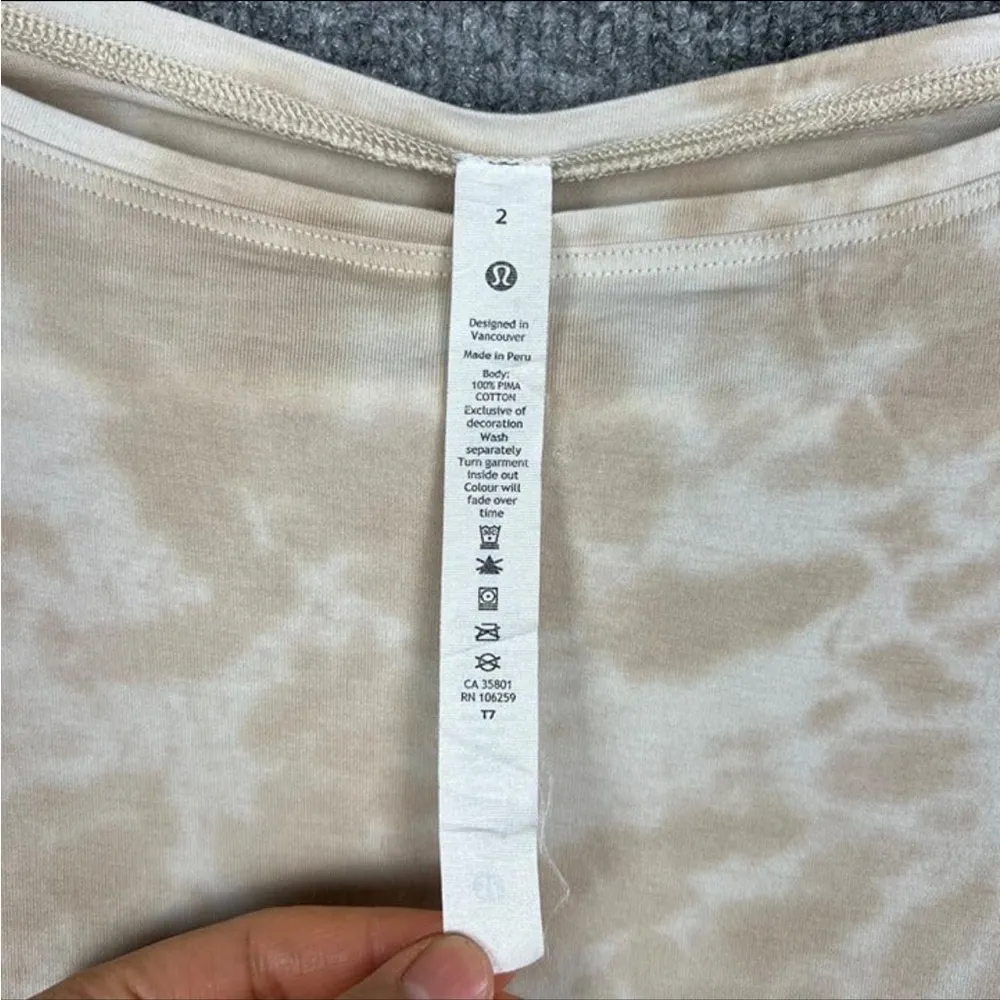 2
Designed in
Vancouver
Made in Peru
Body:
100% PIMA
COTTON
Exclusive of
decoration
Wash
separately
Turn garment
inside out
Colour will
fade over
time
CA 35801
RN 106259
T7